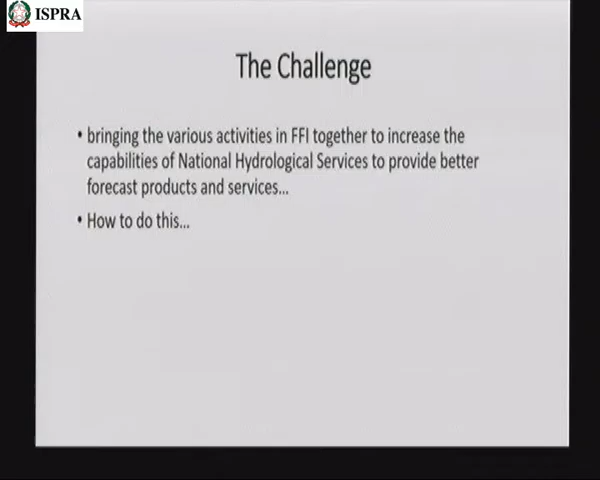 ISPRA
The Challenge
• bringing the various activities in FFI together to increase the
capabilities of National Hydrological Services to provide better
forecast products and services...
• How to do this...